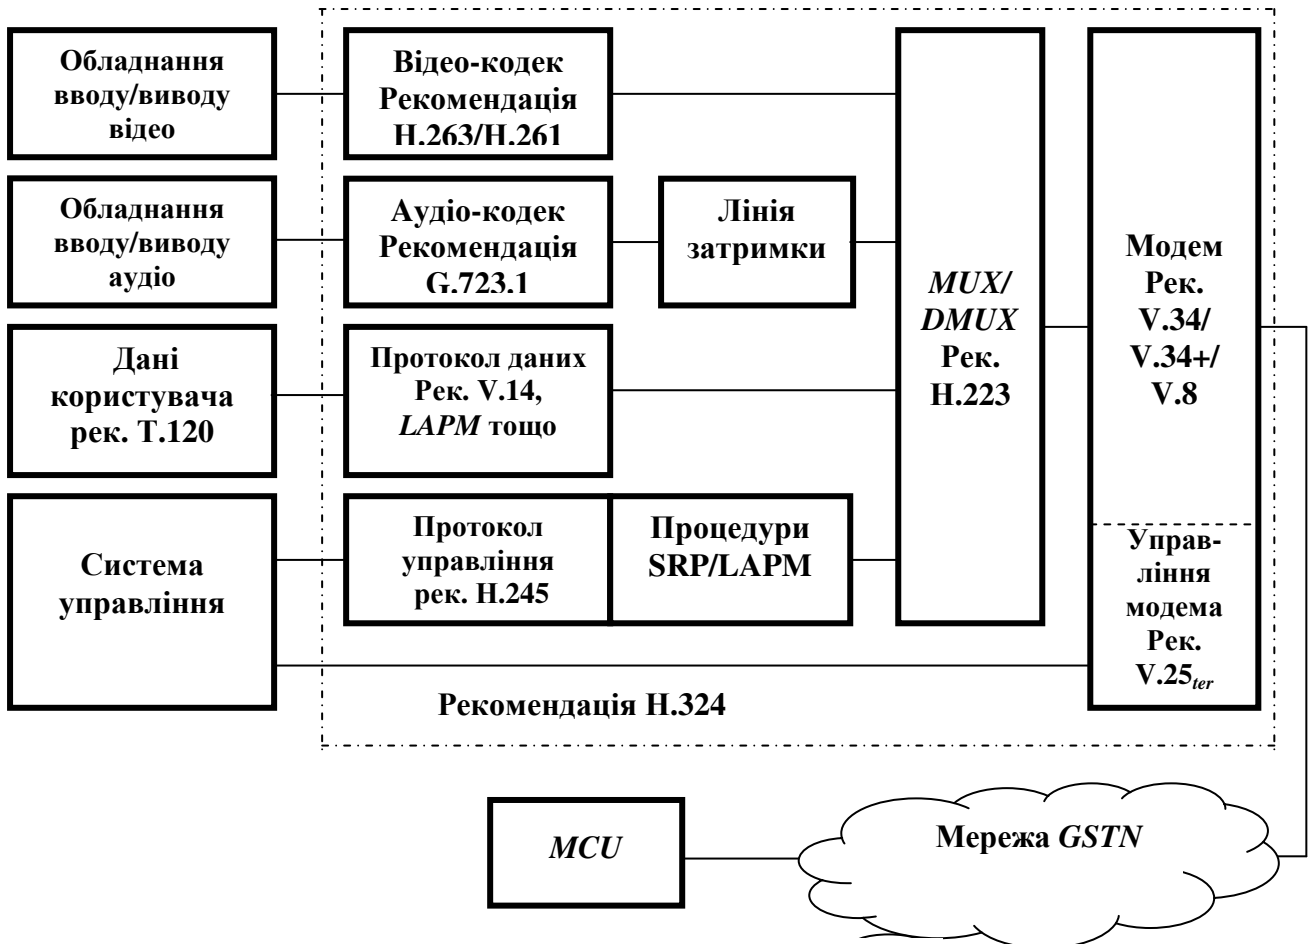 Обладнання
вводу/виводу
відео
Відео-кодек
Рекомендація
H.263/H.261
Обладнання
вводу/виводу
аудіо
Аудіо-кодек
Рекомендація
G.723.1
Лінія
затримки
MUX/
DMUX
Рек.
H.223
Модем
Рек.
V.34/
V.34+/
V.8
Дані
користувача
рек. T.120
Протокол даних
Рек. V.14,
LAPM тощо
Система
управління
Протокол
управління
рек. H.245
Процедури
SRP/LAPM
Управ-
ління
модема
Рек.
V.25ter
Рекомендація H.324
MCU
Мережа GSTN